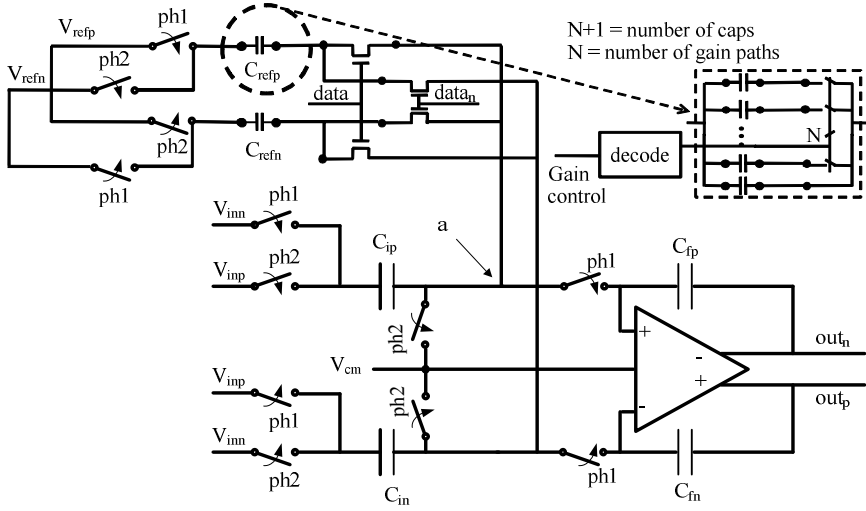 V_refp
ph1
N+1 = number of caps
N = number of gain paths
V_refn
ph2
C_refp
data
data_n
ph2
C_refn
N
decode
Gain
control
ph1
ph1
V_inn
a
C_ip
C_fp
V_inp
ph2
ph1
ph2
+
-
out_n
V_cm
+
out_p
V_inp
ph2
-
ph1
V_inn
ph2
ph1
C_in
C_fn